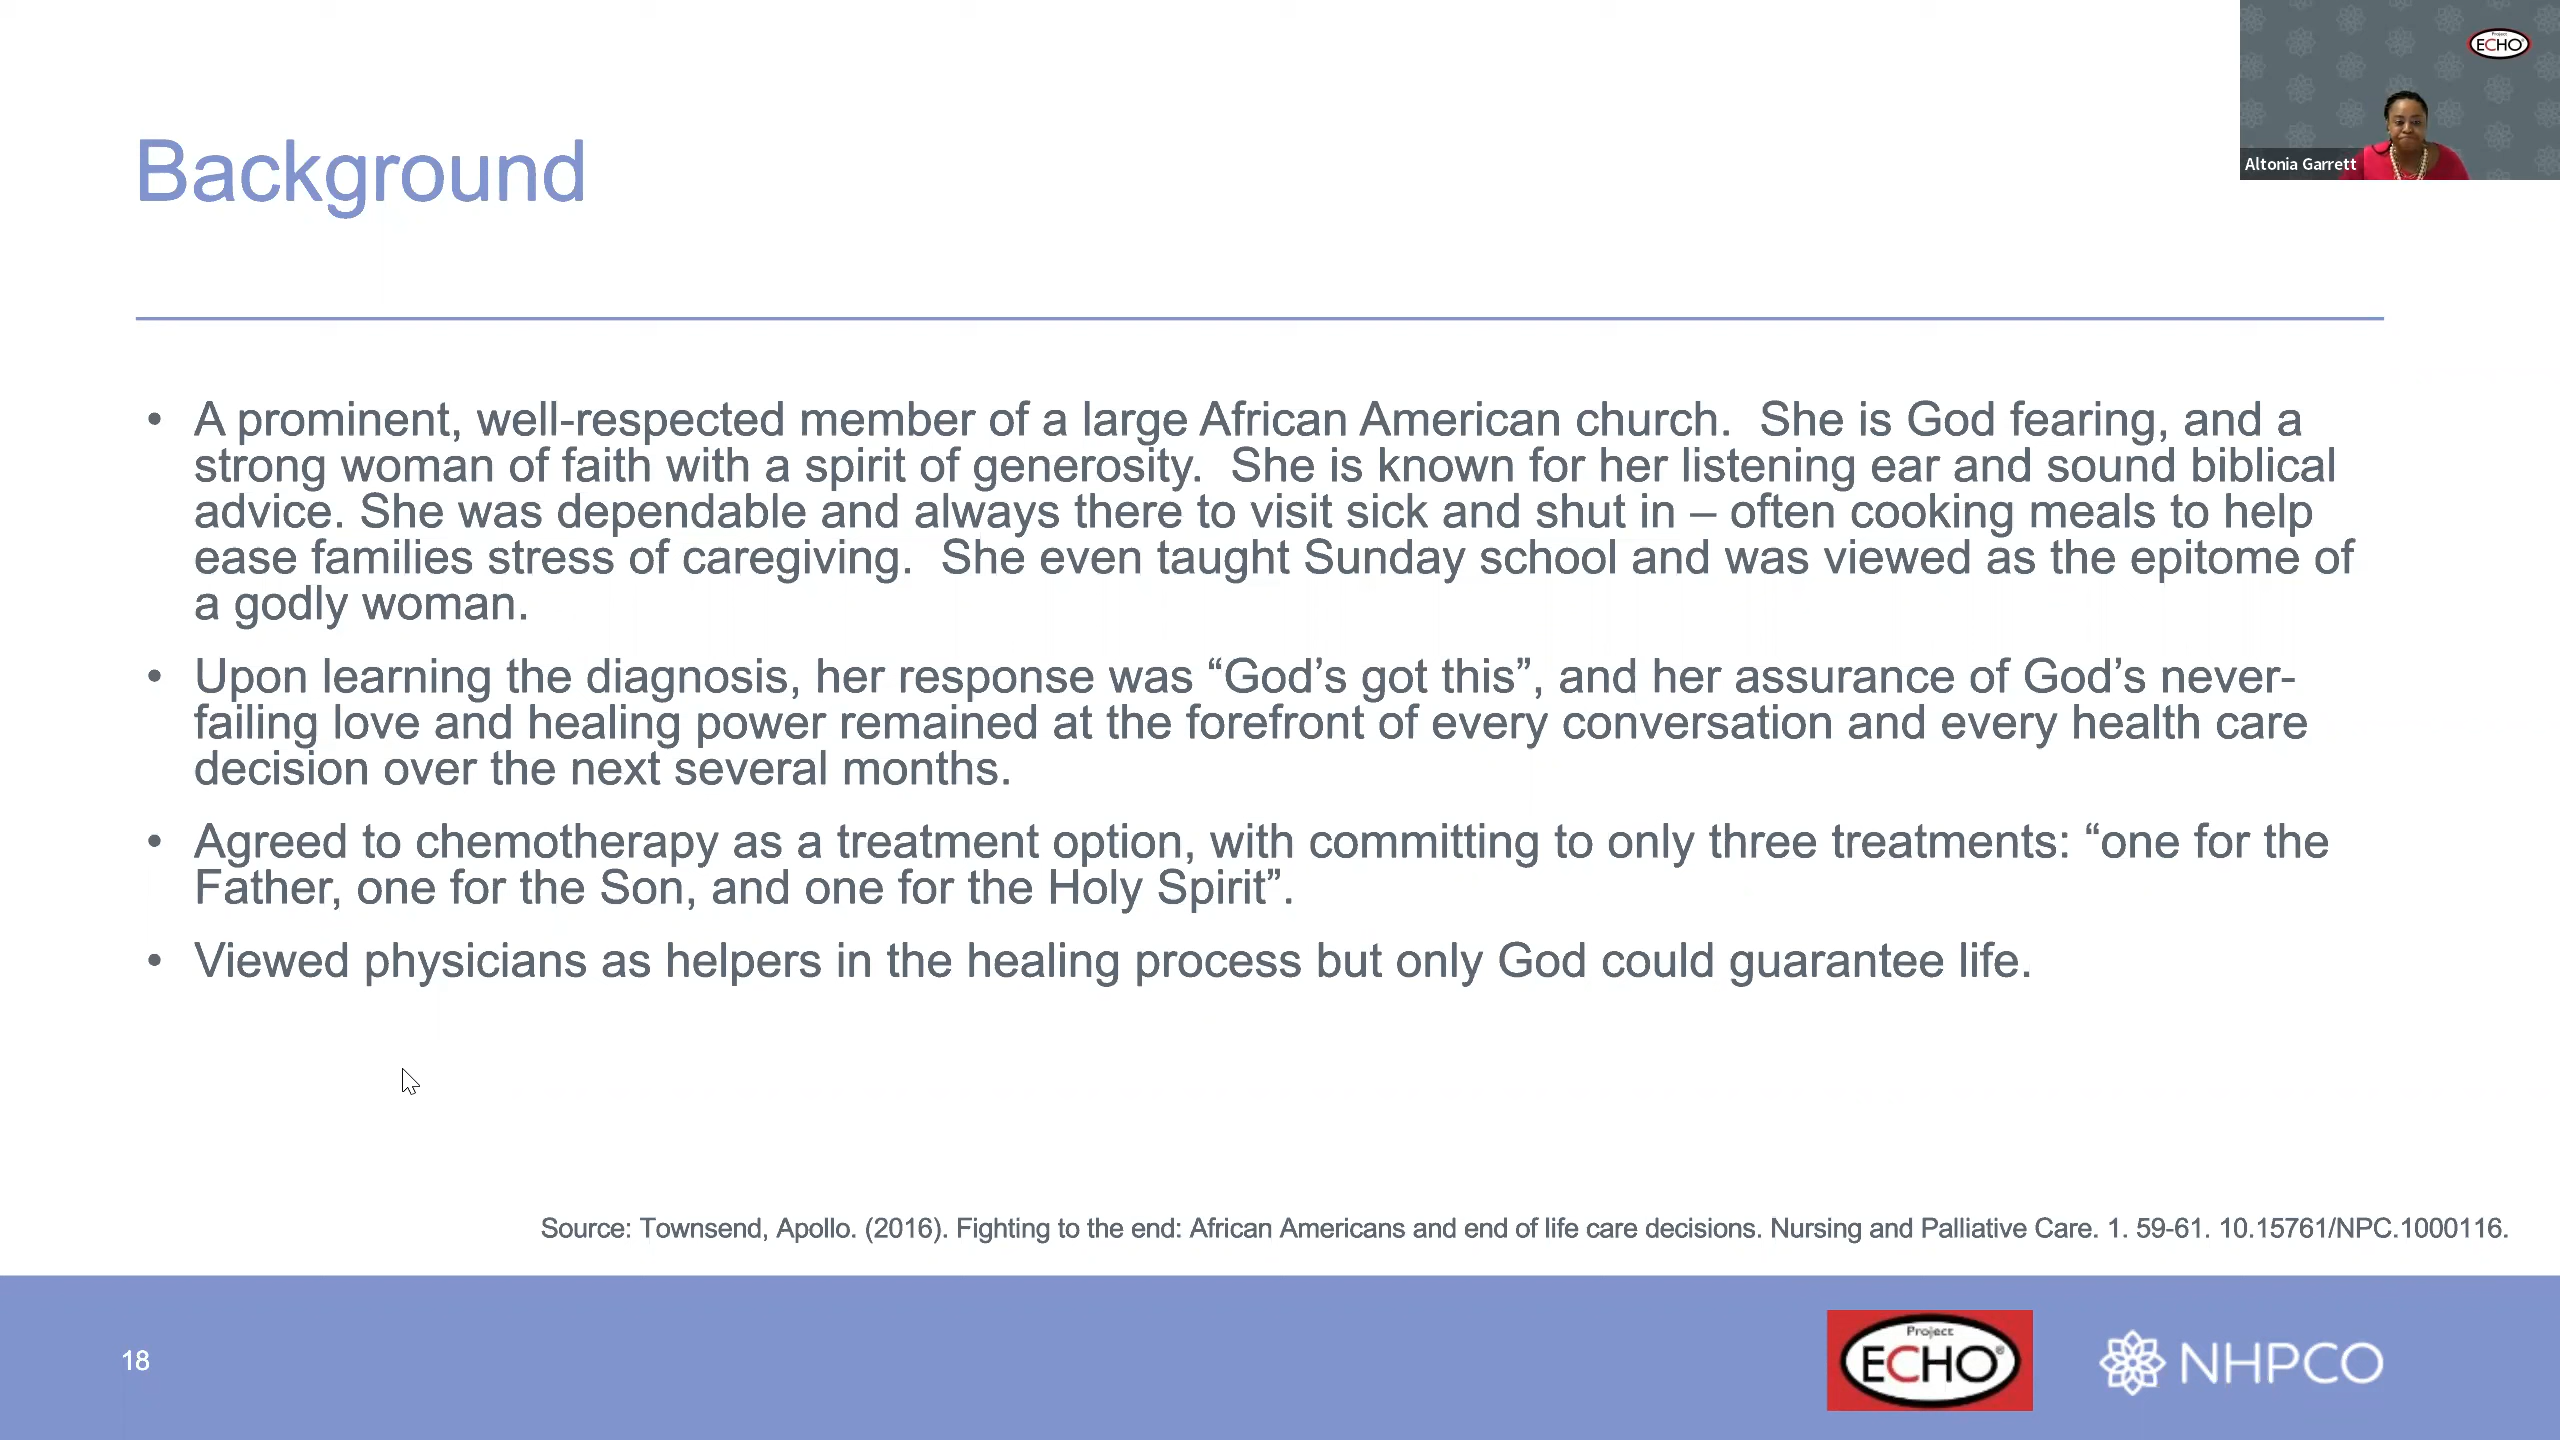 Project
ECHO
Altonia Garrett
Background
• A prominent, well-respected member of a large African American church.  She is God fearing, and a
strong woman of faith with a spirit of generosity.  She is known for her listening ear and sound biblical
advice. She was dependable and always there to visit sick and shut in – often cooking meals to help
ease families stress of caregiving.  She even taught Sunday school and was viewed as the epitome of
a godly woman.
• Upon learning the diagnosis, her response was “God’s got this”, and her assurance of God’s never-
failing love and healing power remained at the forefront of every conversation and every health care
decision over the next several months.
• Agreed to chemotherapy as a treatment option, with committing to only three treatments: “one for the
Father, one for the Son, and one for the Holy Spirit”.
• Viewed physicians as helpers in the healing process but only God could guarantee life.
Source: Townsend, Apollo. (2016). Fighting to the end: African Americans and end of life care decisions. Nursing and Palliative Care. 1. 59-61. 10.15761/NPC.1000116.
18
Project
ECHO®
NHPCO